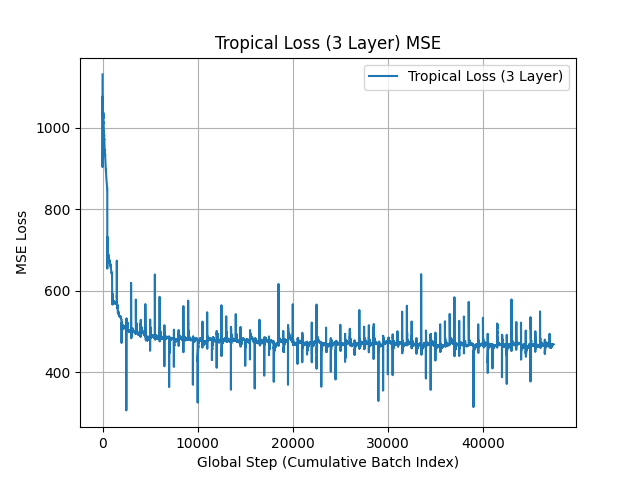 Tropical Loss (3 Layer) MSE
Tropical Loss (3 Layer)
MSE Loss
1000
800
600
400
0 10000 20000 30000 40000
Global Step (Cumulative Batch Index)